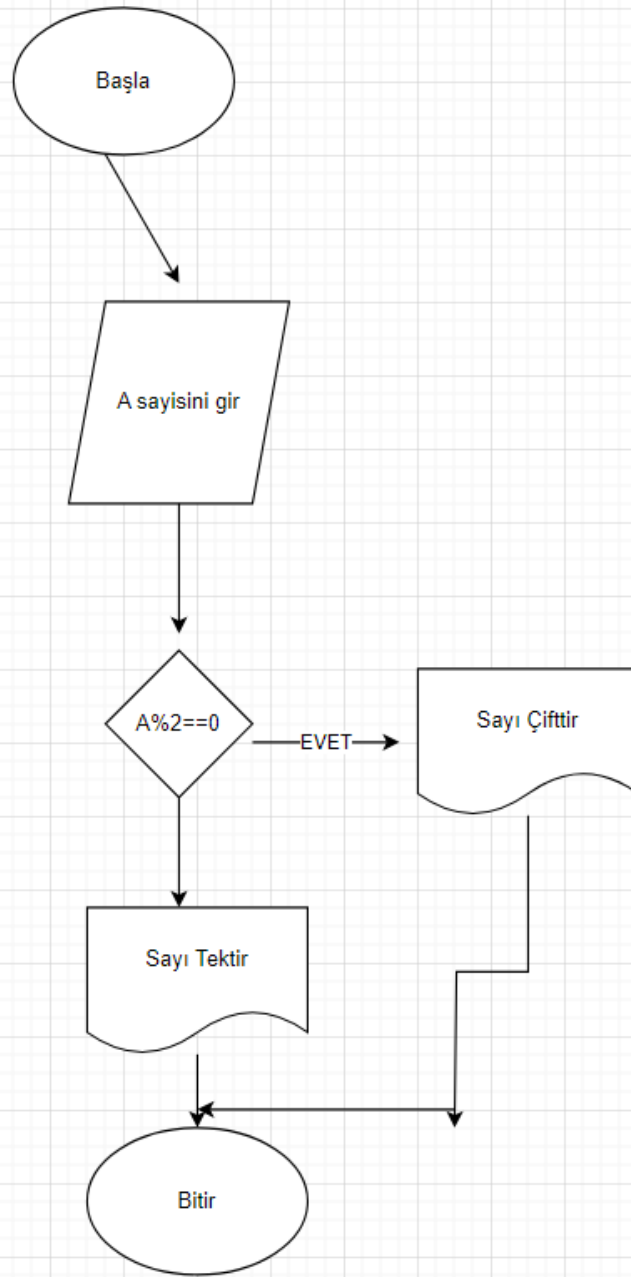 Başla
A sayisini gir
A%2==0
EVET
Sayı Çifttir
Sayı Tektir
Bitir